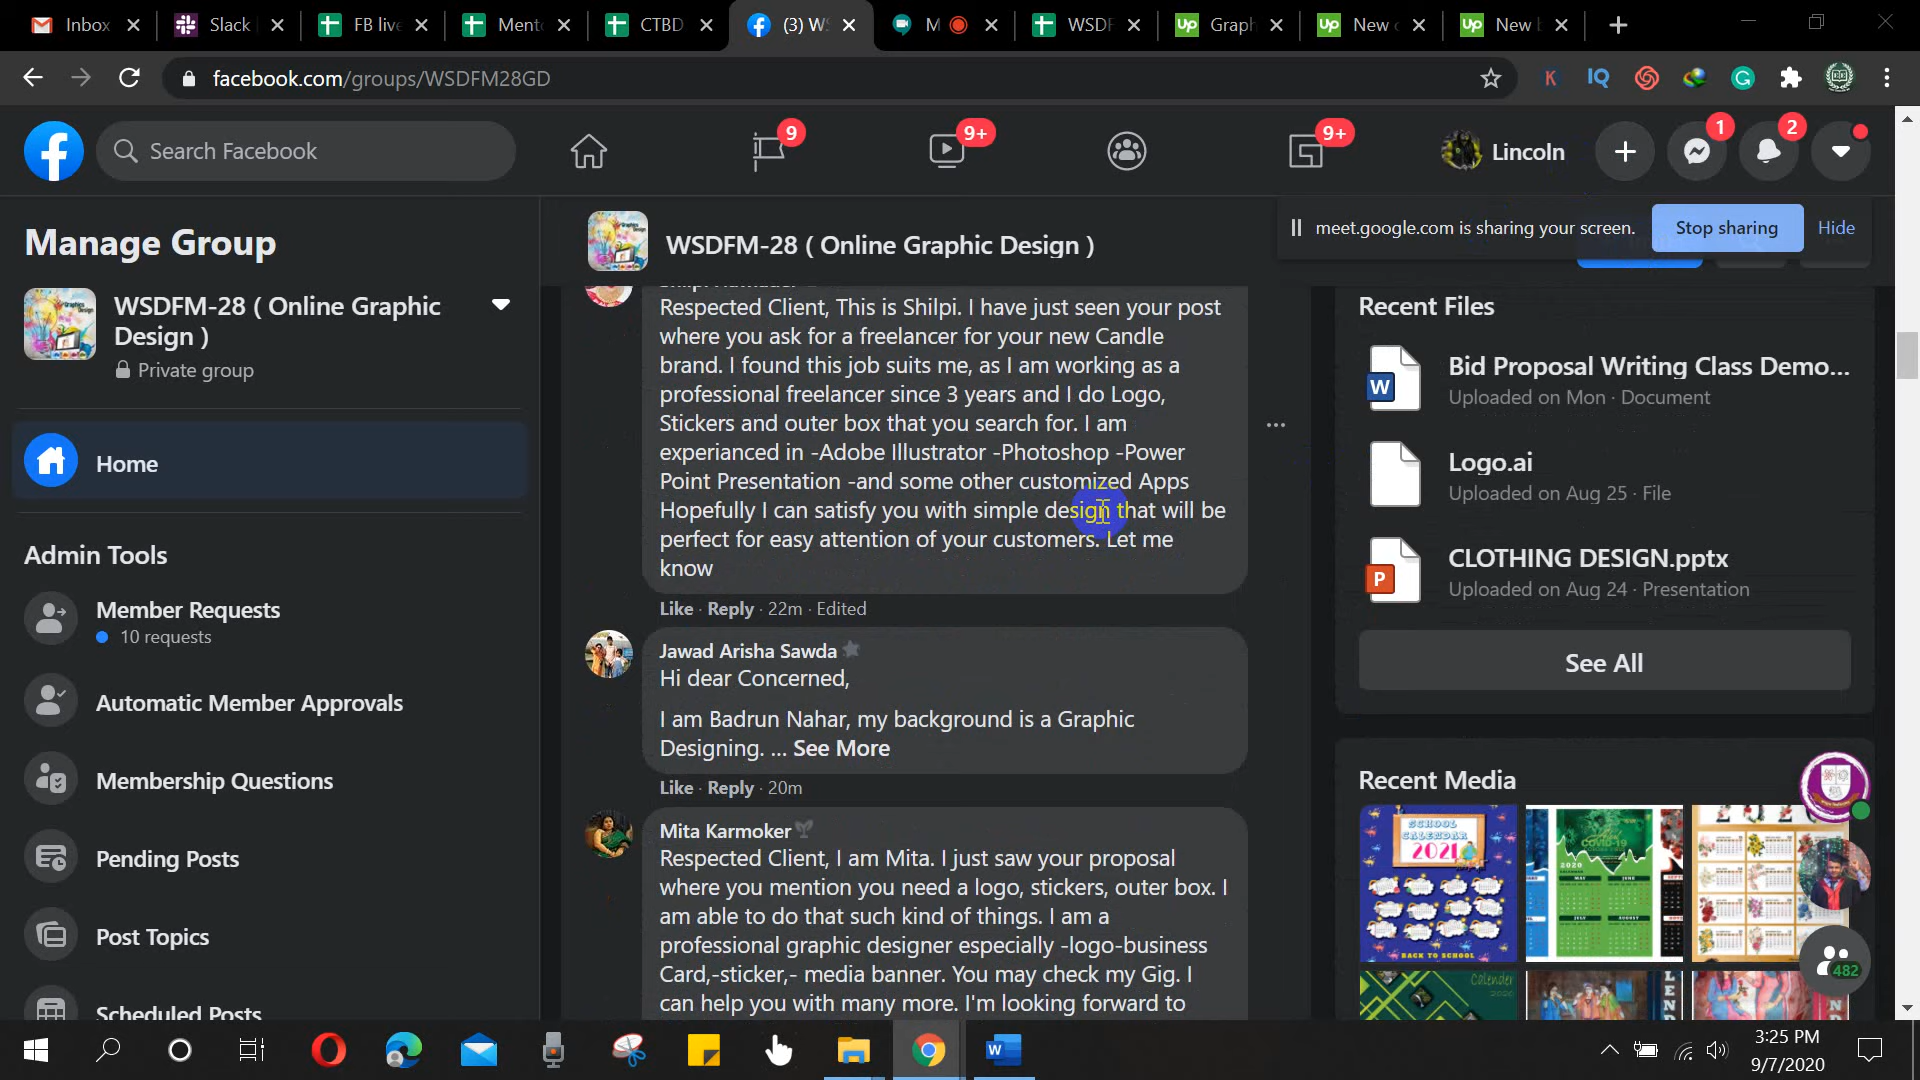 Inbox
Slack
FB live
Mento
CTBD
(3) WS
M
WSDF
Graph
New
New
facebook.com/groups/WSDFM28GD
Search Facebook
9
9+
9+
Lincoln
1
2
Manage Group
WSDFM-28 ( Online Graphic Design )
meet.google.com is sharing your screen.
Stop sharing
Hide
WSDFM-28 ( Online Graphic
Design )
Private group
Home
Admin Tools
Member Requests
10 requests
Automatic Member Approvals
Membership Questions
Pending Posts
Post Topics
Scheduled Posts
Respected Client, This is Shilpi. I have just seen your post
where you ask for a freelancer for your new Candle
brand. I found this job suits me, as I am working as a
professional freelancer since 3 years and I do Logo,
Stickers and outer box that you search for. I am
experianced in -Adobe Illustrator -Photoshop -Power
Point Presentation -and some other customized Apps
Hopefully I can satisfy you with simple design that will be
perfect for easy attention of your customers. Let me
know
Like · Reply · 22m · Edited
Jawad Arisha Sawda
Hi dear Concerned,
I am Badrun Nahar, my background is a Graphic
Designing. ... See More
Like · Reply · 20m
Mita Karmoker
Respected Client, I am Mita. I just saw your proposal
where you mention you need a logo, stickers, outer box. I
am able to do that such kind of things. I am a
professional graphic designer especially -logo-business
Card,-sticker,- media banner. You may check my Gig. I
can help you with many more. I'm looking forward to
Recent Files
Bid Proposal Writing Class Demo...
Uploaded on Mon · Document
Logo.ai
Uploaded on Aug 25 · File
CLOTHING DESIGN.pptx
Uploaded on Aug 24 · Presentation
See All
Recent Media
SCHOOL
CALENDAR
2021
BACK TO SCHOOL
2020
COVID-19
Calender
2020
482
3:25 PM
9/7/2020